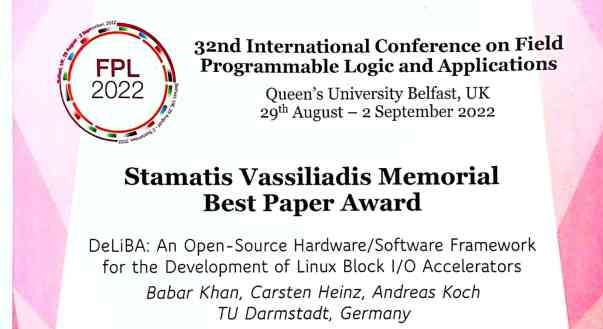 FPL
2022
32nd International Conference on Field
Programmable Logic and Applications
Queen's University Belfast, UK
29th August – 2 September 2022
Stamatis Vassiliadis Memorial
Best Paper Award
DeLiBA: An Open-Source Hardware/Software Framework
for the Development of Linux Block I/O Accelerators
Babar Khan, Carsten Heinz, Andreas Koch
TU Darmstadt, Germany